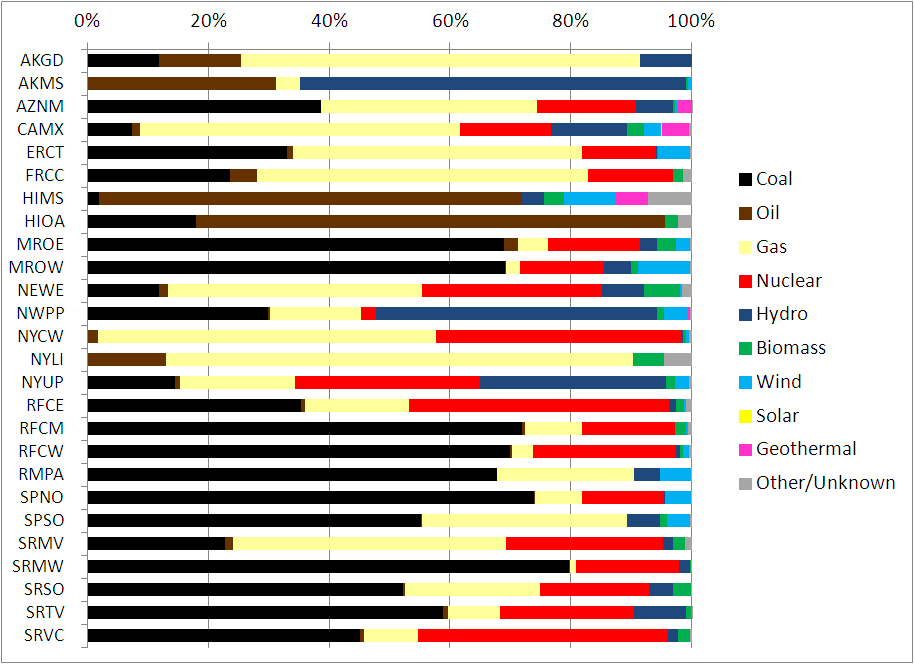 0% 20% 40% 60% 80% 100%
AKGD
AKMS
AZNM
CAMX
ERCT
FRCC
HIMS
HIOA
MROE
MROW
NEWE
NWPP
NYCW
NYLI
NYUP
RFCE
RFCM
RFCW
RMPA
SPNO
SPSO
SRMV
SRMW
SRSO
SRTV
SRVC
Coal
Oil
Gas
Nuclear
Hydro
Biomass
Wind
Solar
Geothermal
Other/Unknown